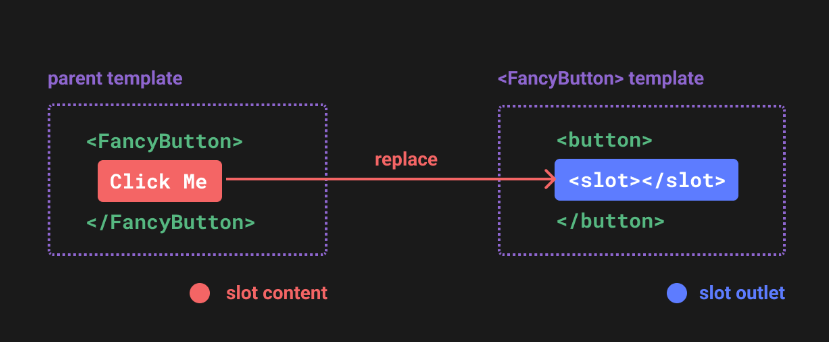 parent template
<FancyButton>
Click Me
</FancyButton>
replace
<FancyButton> template
<button>
<slot></slot>
</button>
slot content
slot outlet